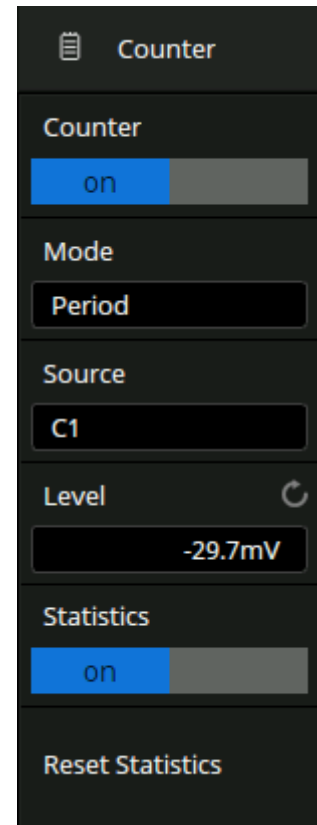 Counter
Counter
on
Mode
Period
Source
C1
Level
-29.7mV
Statistics
on
Reset Statistics